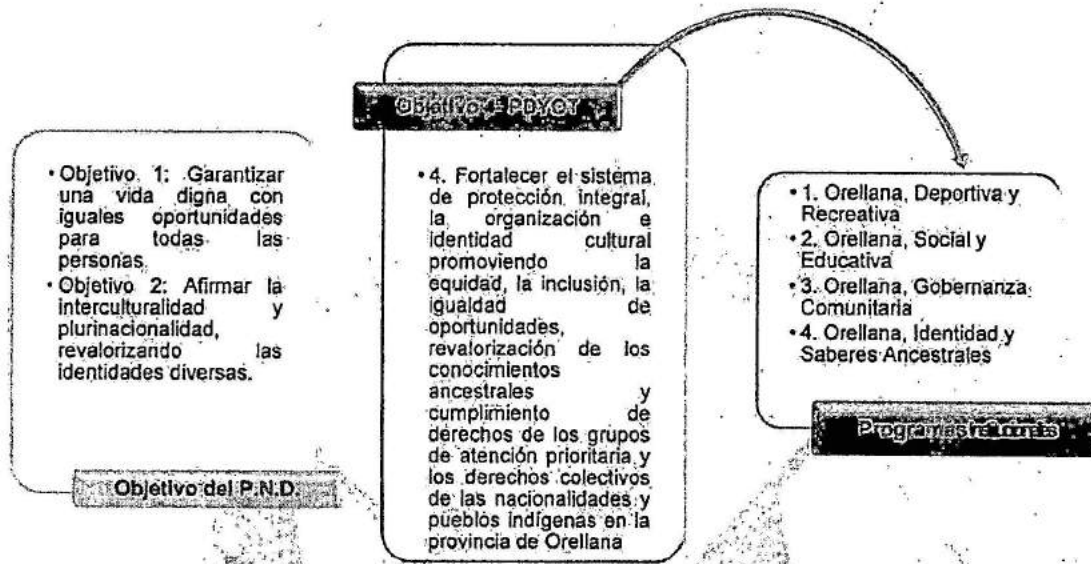 • Objetivo 1: Garantizar
una vida digna con
iguales oportunidades
para todas las
personas
• Objetivo 2: Afirmar la
interculturalidad y
plurinacionalidad,
revalorizando las
identidades diversas.
Objetivo del P.N.D.
Objetivo 4- PDYOT
• 4. Fortalecer el sistema
de protección integral,
la organización e
identidad cultural
promoviendo la
equidad, la inclusión, la
igualdad de
oportunidades,
revalorización de los
conocimientos
ancestrales y
cumplimiento de
derechos de los grupos
de atención prioritaria y
los derechos colectivos
de las nacionalidades y
pueblos indígenas en la
provincia de Orellana
• 1. Orellana, Deportiva y
Recreativa
• 2. Orellana, Social y
Educativa
• 3. Orellana, Gobernanza
Comunitaria
• 4. Orellana, Identidad y
Saberes Ancestrales
Programas Institucionales